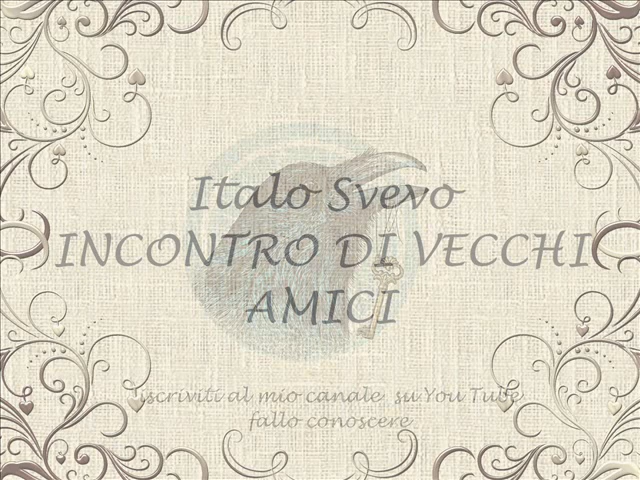 Italo Svevo
INCONTRO DI VECCHI
AMICI
iscriviti al mio canale su You Tube
fallo conoscere